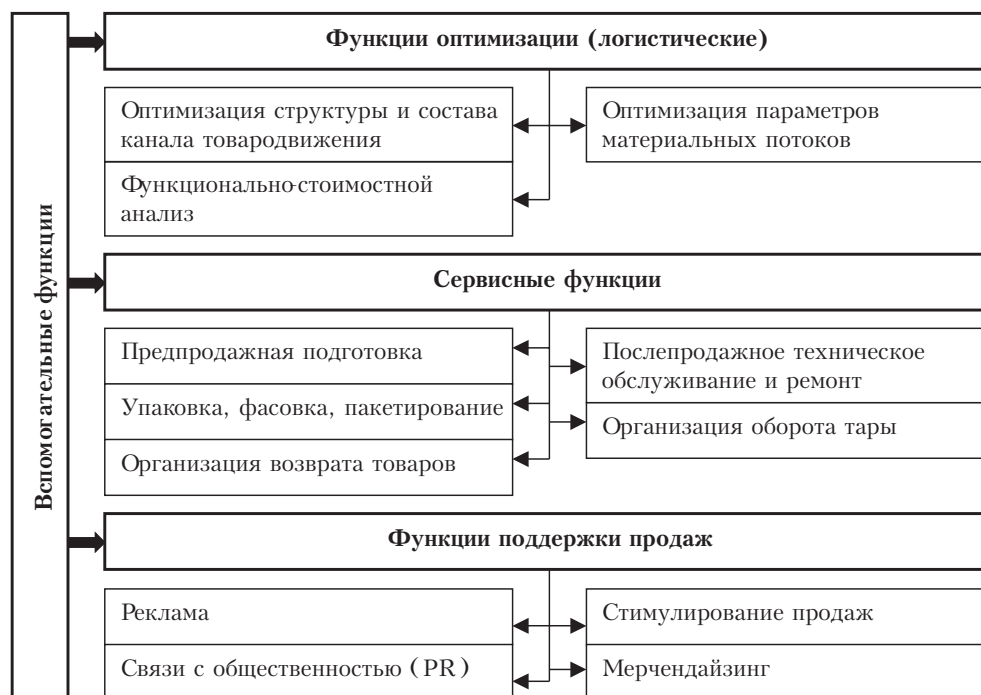 Вспомогательные функции
Функции оптимизации (логистические)
Оптимизация структуры и состава
канала товародвижения
Оптимизация параметров
материальных потоков
Функционально-стоимостной
анализ
Сервисные функции
Предпродажная подготовка
Послепродажное техническое
обслуживание и ремонт
Упаковка, фасовка, пакетирование
Организация оборота тары
Организация возврата товаров
Функции поддержки продаж
Реклама
Стимулирование продаж
Связи с общественностью (PR)
Мерчендайзинг